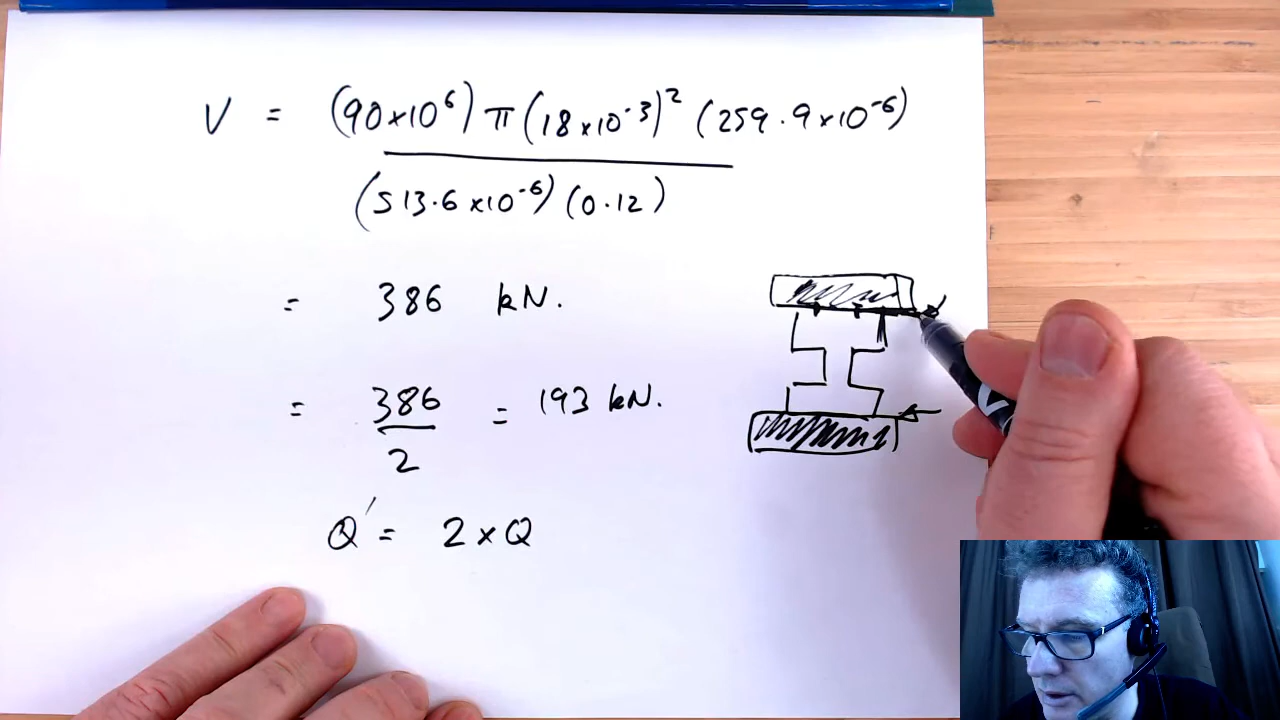 V = (90×10⁶) π (18×10⁻³)² (259.9×10⁻⁶)
(513.6×10⁻⁶) (0.12)
= 386 kN.
= 386 = 193 kN.
2
Q' = 2 × Q